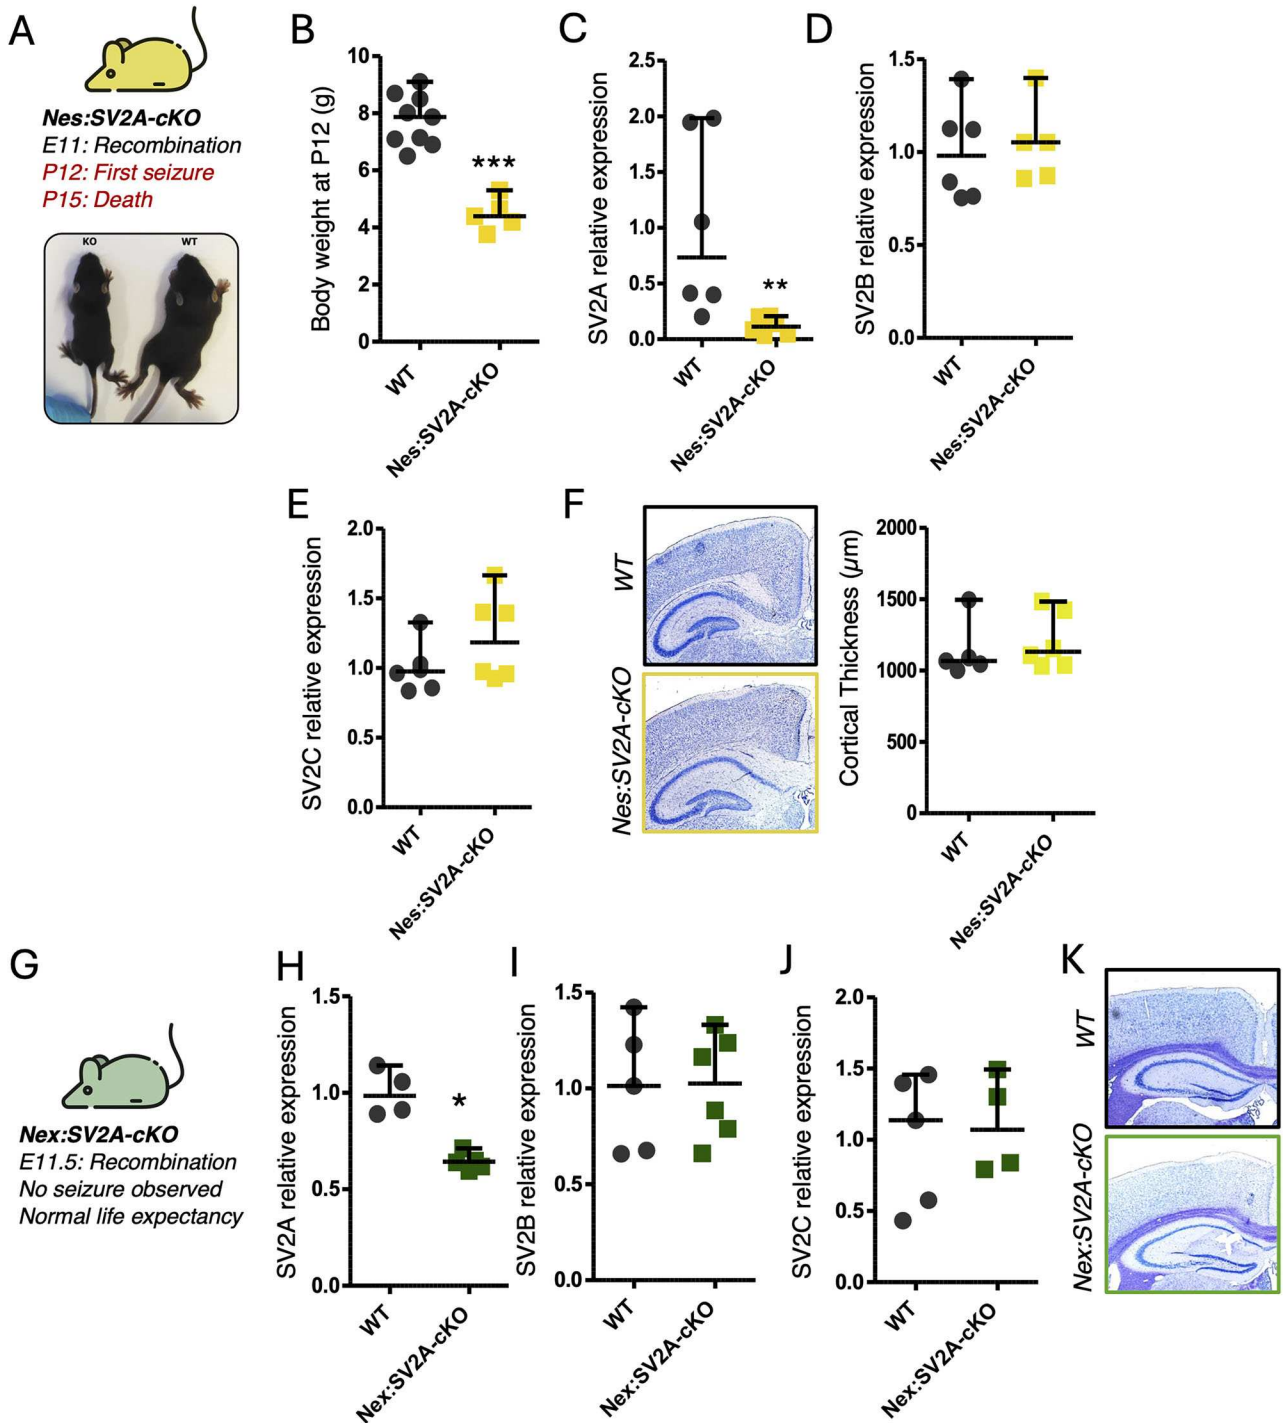 A
Nes:SV2A-cKO
E11: Recombination
P12: First seizure
P15: Death
KO
WT
B
Body weight at P12 (g)
10
8
6
4
2
0
***
WT
Nes:SV2A-cKO
C
SV2A relative expression
2.5
2.0
1.5
1.0
0.5
0.0
**
WT
Nes:SV2A-cKO
D
SV2B relative expression
1.5
1.0
0.5
0.0
WT
Nes:SV2A-cKO
E
SV2C relative expression
2.0
1.5
1.0
0.5
0.0
WT
Nes:SV2A-cKO
F
WT
Nes:SV2A-cKO
Cortical Thickness (µm)
2000
1500
1000
500
0
WT
Nes:SV2A-cKO
G
Nex:SV2A-cKO
E11.5: Recombination
No seizure observed
Normal life expectancy
H
SV2A relative expression
1.5
1.0
0.5
0.0
*
WT
Nex:SV2A-cKO
I
SV2B relative expression
1.5
1.0
0.5
0.0
WT
Nex:SV2A-cKO
J
SV2C relative expression
2.0
1.5
1.0
0.5
0.0
WT
Nex:SV2A-cKO
K
WT
Nex:SV2A-cKO